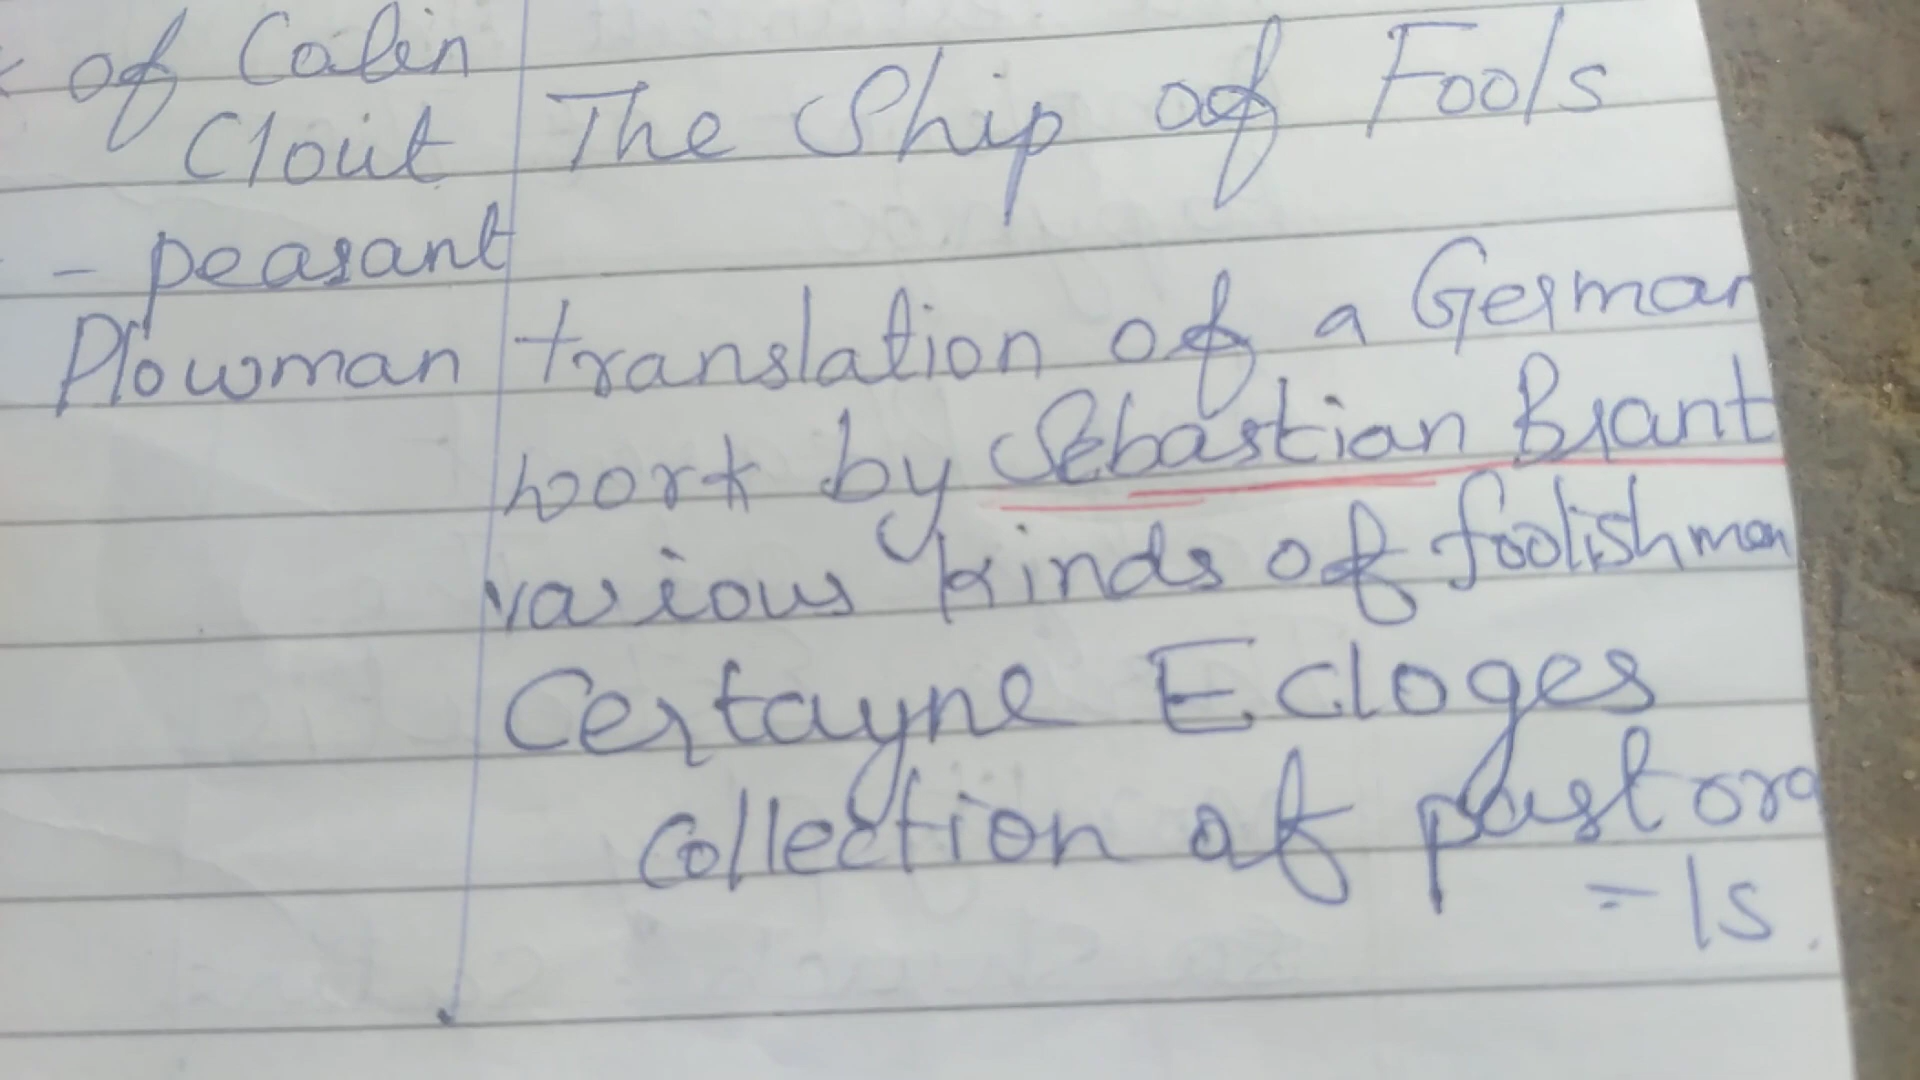 of Colin
Clout
- peasant
Plowman
The Ship of Fools
translation of a German
work by Sebastian Brant
various kinds of foolish men
Certayne Ecloges
Collection of pastora
= ls.